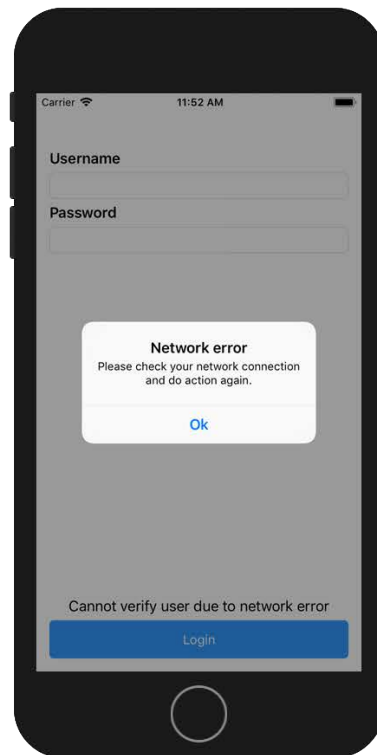 Carrier 11:52 AM
Username
Password
Network error
Please check your network connection
and do action again.
Ok
Cannot verify user due to network error
Login